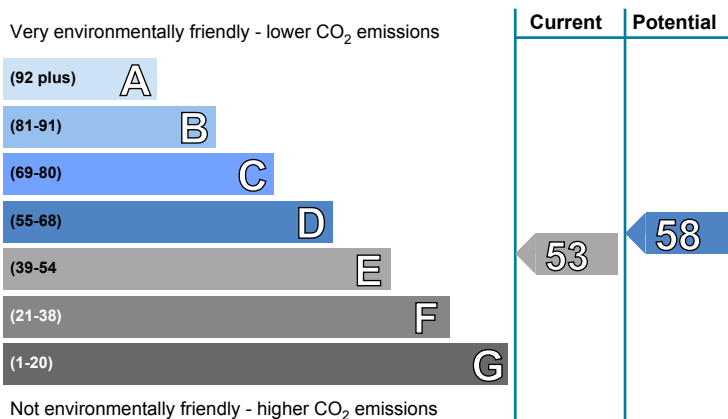 Very environmentally friendly - lower CO₂ emissions
Current
Potential
(92 plus) A
(81-91) B
(69-80) C
(55-68) D
(39-54 E
(21-38) F
(1-20) G
53
58
Not environmentally friendly - higher CO₂ emissions